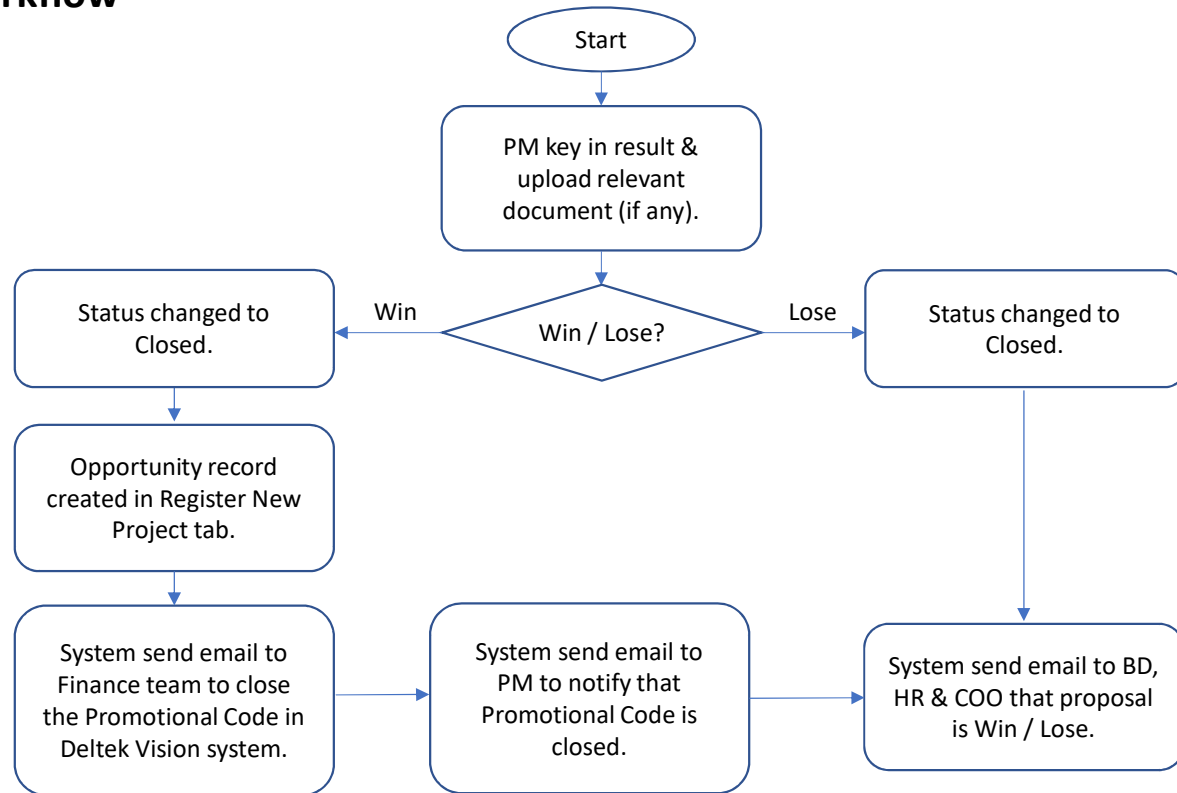 Start
PM key in result &
upload relevant
document (if any).
Win / Lose?
Win
Lose
Status changed to
Closed.
Status changed to
Closed.
Opportunity record
created in Register New
Project tab.
System send email to
Finance team to close
the Promotional Code in
Deltek Vision system.
System send email to
PM to notify that
Promotional Code is
closed.
System send email to BD,
HR & COO that proposal
is Win / Lose.